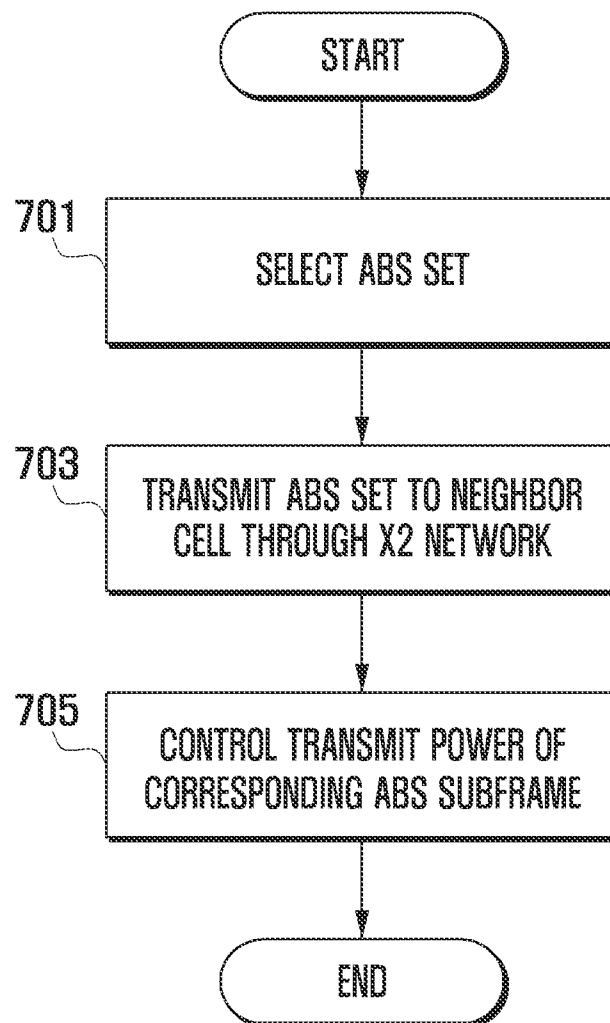 START
701
SELECT ABS SET
703
TRANSMIT ABS SET TO NEIGHBOR
CELL THROUGH X2 NETWORK
705
CONTROL TRANSMIT POWER OF
CORRESPONDING ABS SUBFRAME
END